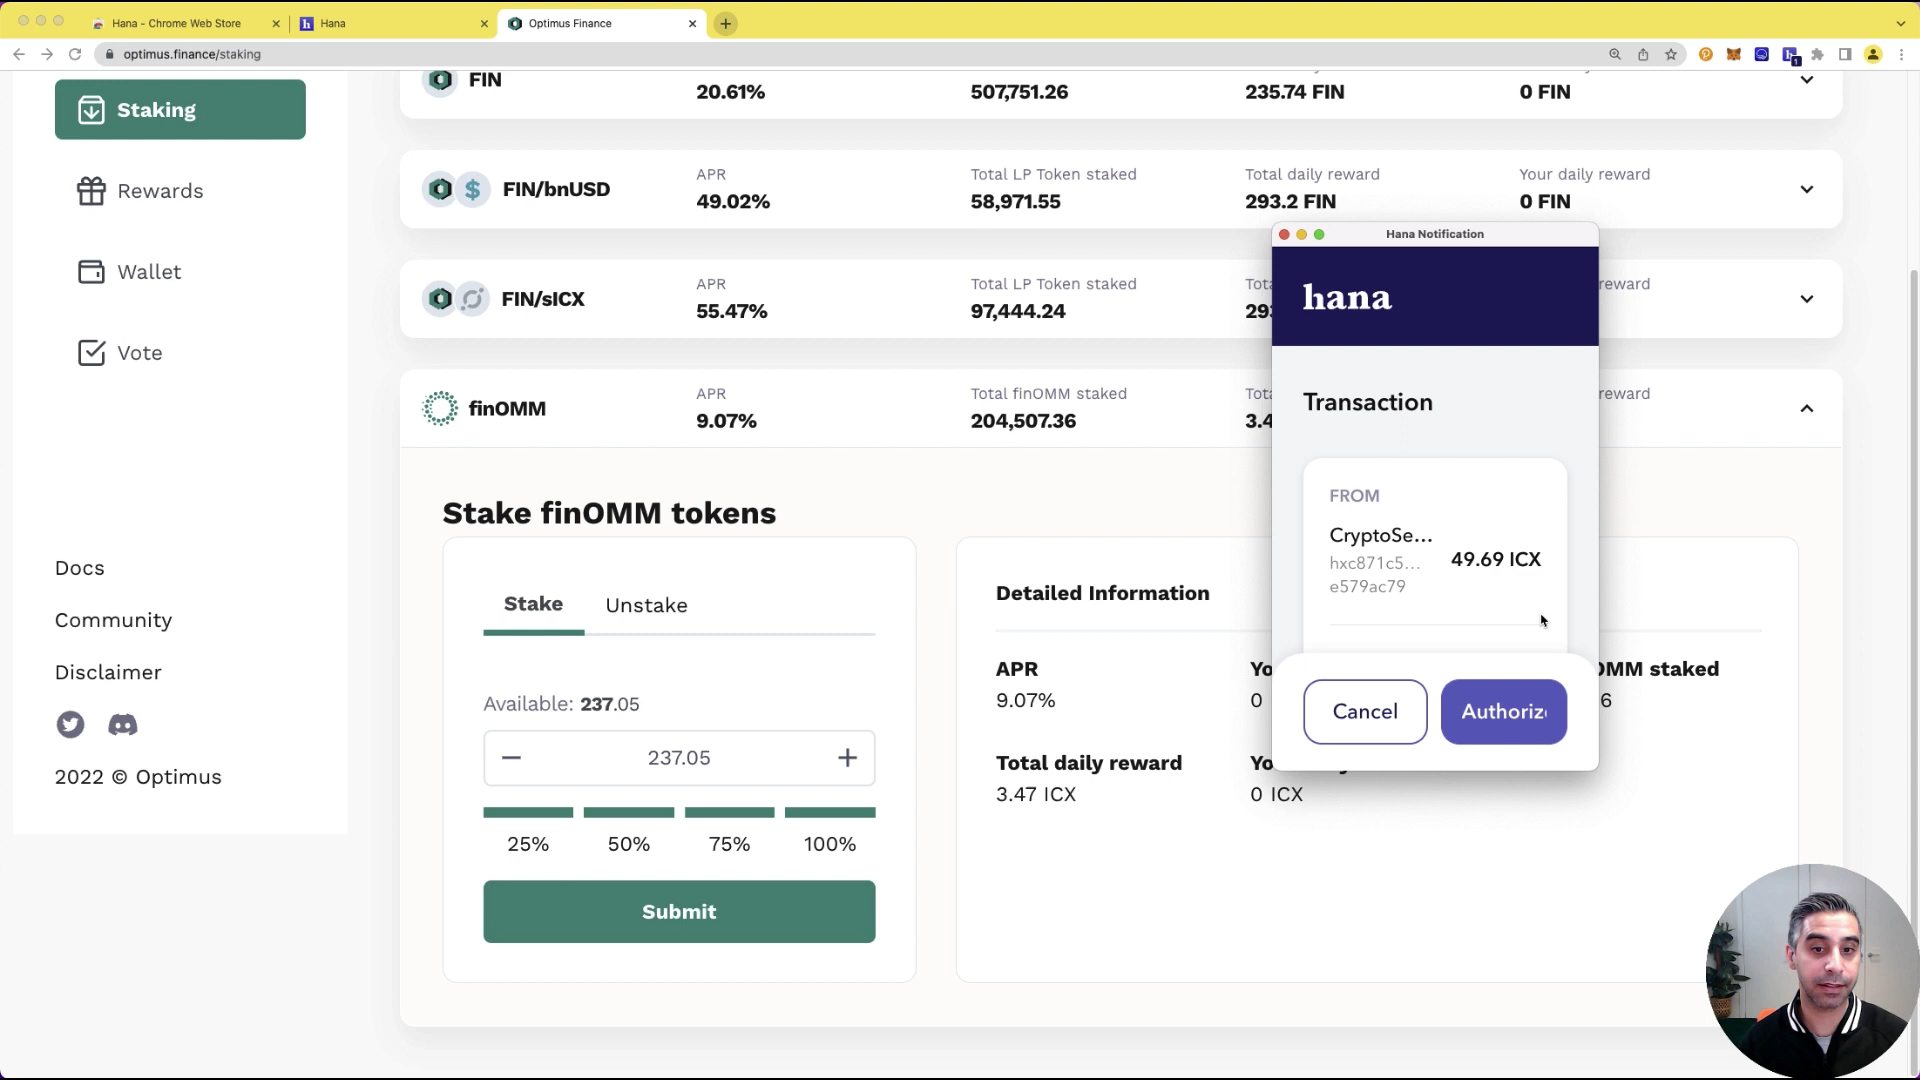 Hana - Chrome Web Store
Hana
Optimus Finance
optimus.finance/staking
1
Staking
Rewards
Wallet
Vote
Docs
Community
Disclaimer
2022 © Optimus
FIN
20.61%
507,751.26
235.74 FIN
0 FIN
FIN/bnUSD
APR
49.02%
Total LP Token staked
58,971.55
Total daily reward
293.2 FIN
Your daily reward
0 FIN
FIN/sICX
APR
55.47%
Total LP Token staked
97,444.24
reward
finOMM
APR
9.07%
Total finOMM staked
204,507.36
reward
Stake finOMM tokens
Stake
Unstake
Available: 237.05
237.05
25%
50%
75%
100%
Submit
Detailed Information
APR
9.07%
0
OMM staked
6
Total daily reward
3.47 ICX
0 ICX
Hana Notification
hana
Transaction
FROM
CryptoSe...
hxc871c5...
e579ac79
49.69 ICX
Cancel
Authoriz